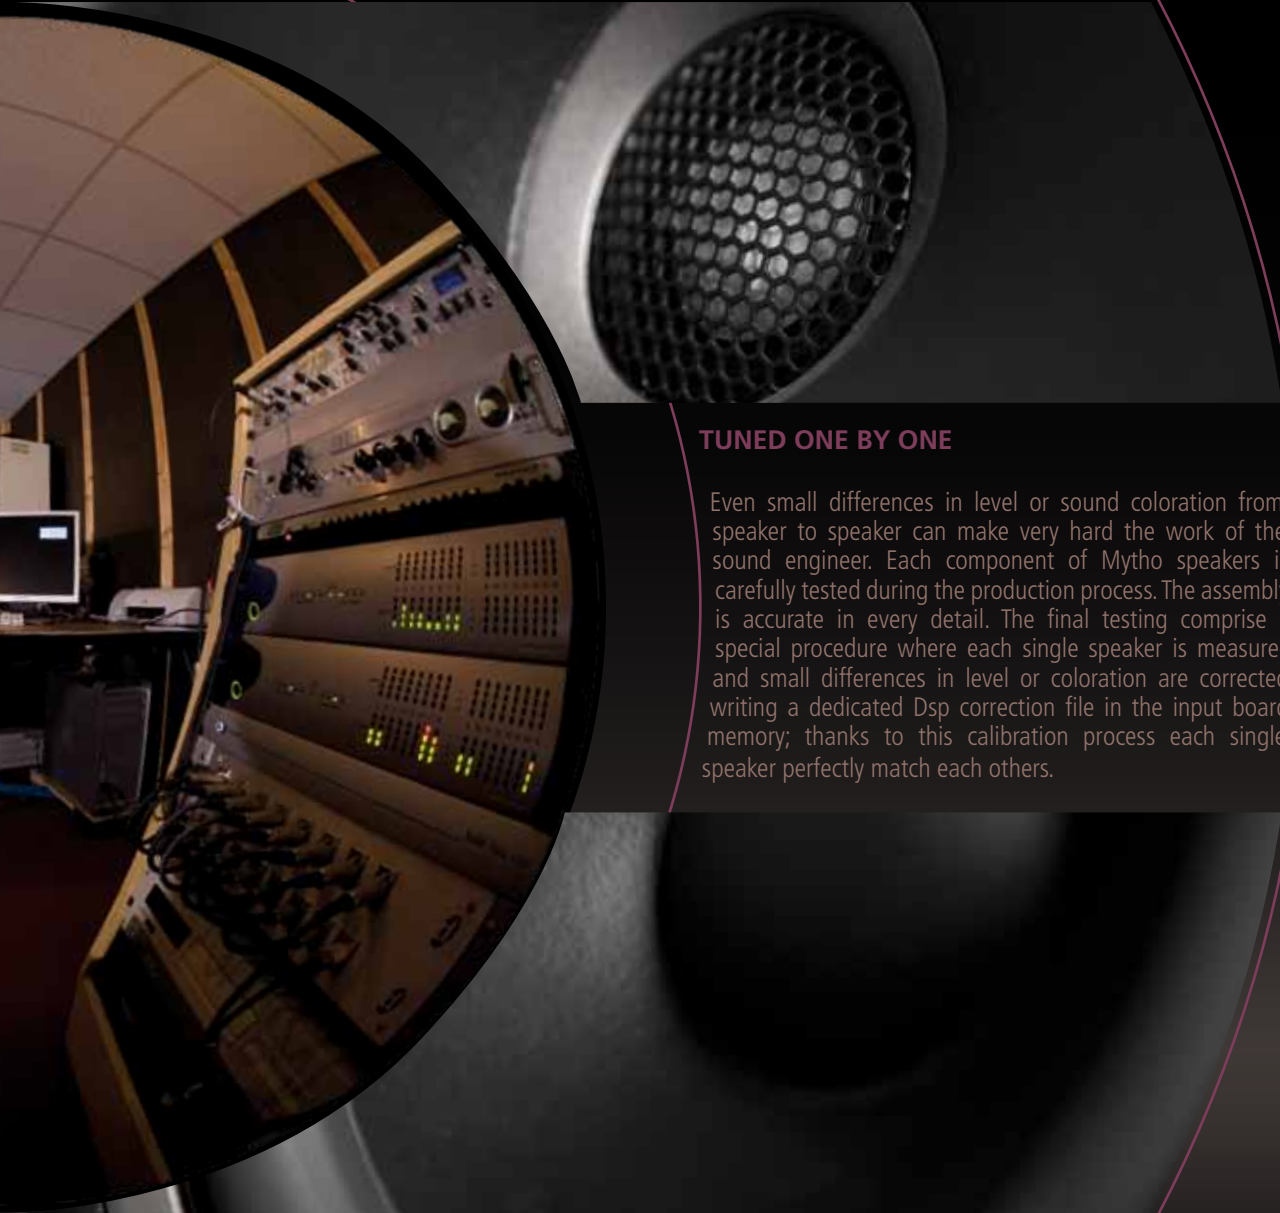 TUNED ONE BY ONE
Even small differences in level or sound coloration from
speaker to speaker can make very hard the work of the
sound engineer. Each component of Mytho speakers i
carefully tested during the production process. The assembl
is accurate in every detail. The final testing comprise
special procedure where each single speaker is measure
and small differences in level or coloration are corrected
writing a dedicated Dsp correction file in the input board
memory; thanks to this calibration process each single
speaker perfectly match each others.